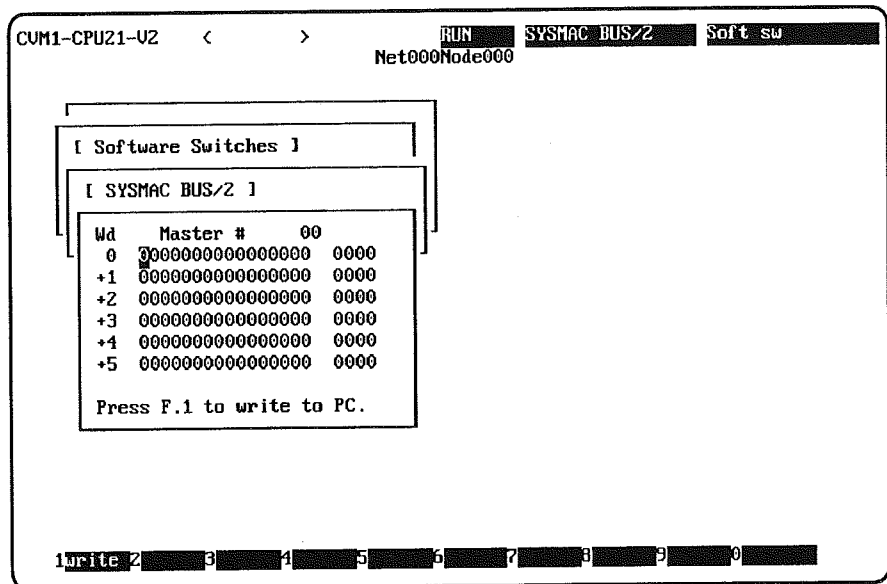 CVM1-CPU21-V2 < > RUN SYSMAC BUS/2 Soft sw
Net000Node000
[ Software Switches ]
[ SYSMAC BUS/2 ]
Wd Master # 00
0 0000000000000000 0000
+1 0000000000000000 0000
+2 0000000000000000 0000
+3 0000000000000000 0000
+4 0000000000000000 0000
+5 0000000000000000 0000
Press F.1 to write to PC.
1write 2 3 4 5 6 7 8 9 0